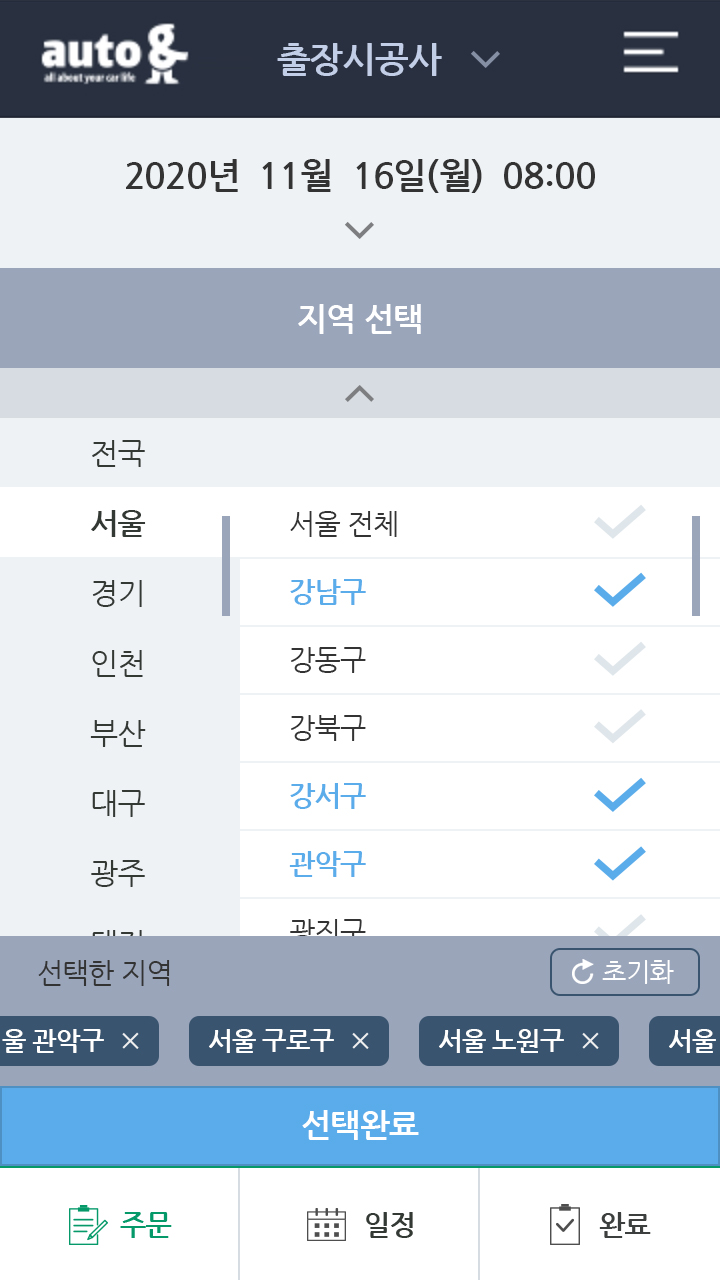 auto&
all about your car life
출장시공사
2020년 11월 16일(월) 08:00
지역 선택
전국
서울
서울 전체
경기
강남구
인천
강동구
부산
강북구
대구
강서구
광주
관악구
광진구
선택한 지역
초기화
울 관악구 ×
서울 구로구 ×
서울 노원구 ×
서울
선택완료
주문
일정
완료